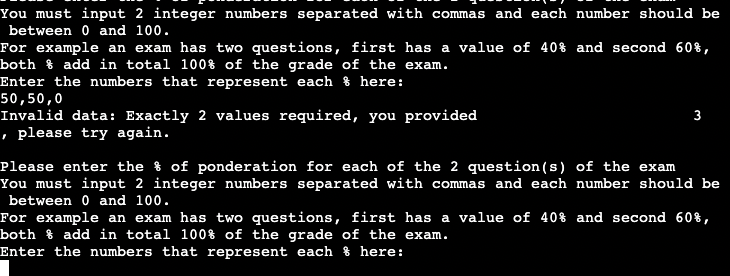 You must input 2 integer numbers separated with commas and each number should be
between 0 and 100.
For example an exam has two questions, first has a value of 40% and second 60%,
both % add in total 100% of the grade of the exam.
Enter the numbers that represent each % here:
50,50,0
Invalid data: Exactly 2 values required, you provided 3
, please try again.
Please enter the % of ponderation for each of the 2 question(s) of the exam
You must input 2 integer numbers separated with commas and each number should be
between 0 and 100.
For example an exam has two questions, first has a value of 40% and second 60%,
both % add in total 100% of the grade of the exam.
Enter the numbers that represent each % here: